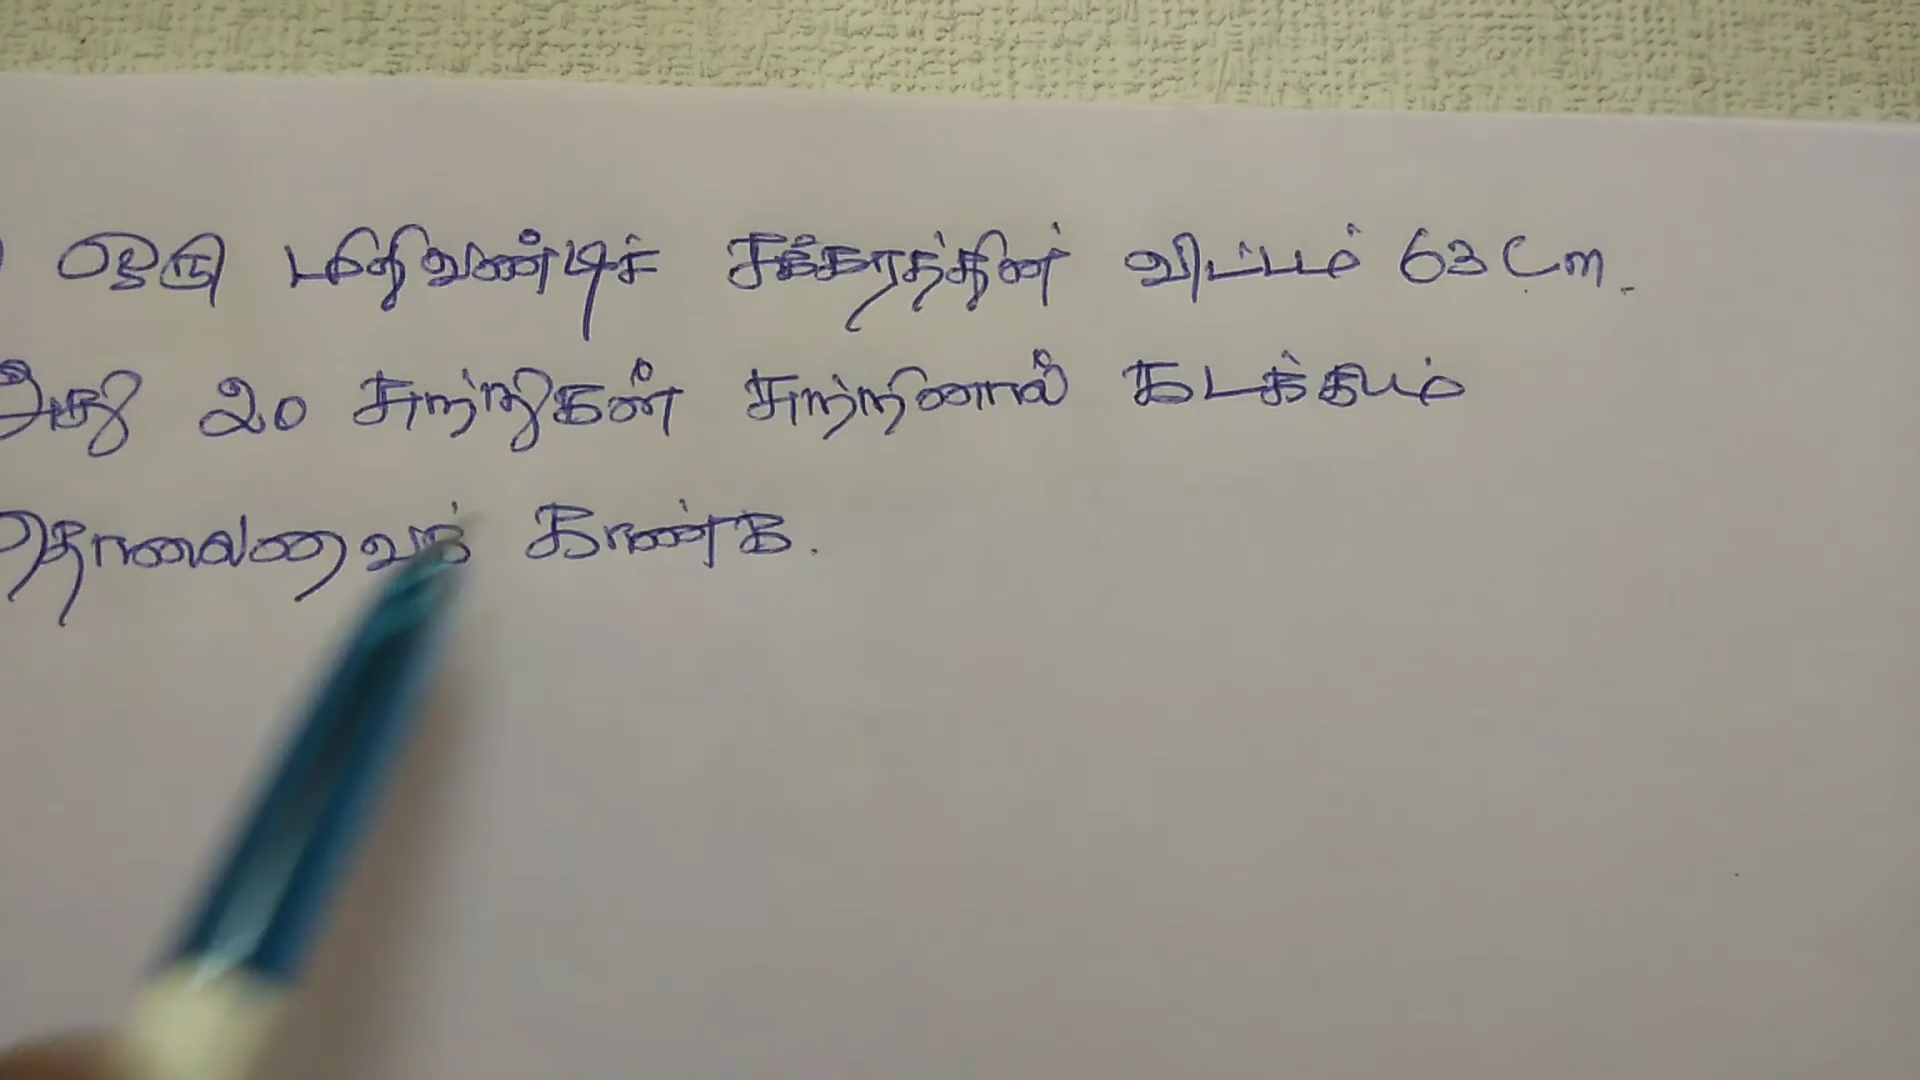 ஒரு மிதிவண்டிச் சக்கரத்தின் விட்டம் 63 Cm.
அது 20 சுற்றுகள் சுற்றினால் கடக்கும்
தொலைவைக் காண்க.